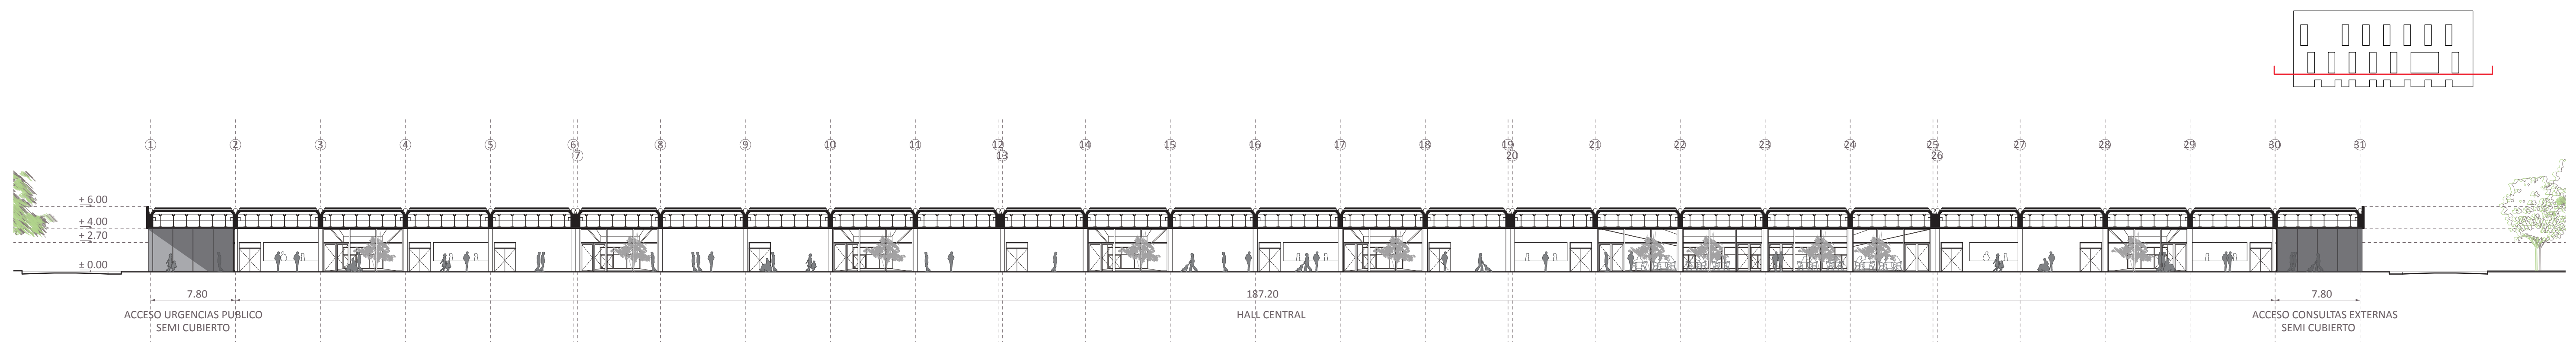 1 2 3 4 5 6 8 9 10 11 12 14 15 16 17 18 19 21 22 23 24 25 27 28 29 30 31
7 13 20 26
+ 6.00
+ 4.00
+ 2.70
± 0.00
7.80 187.20 7.80
ACCESO URGENCIAS PUBLICO HALL CENTRAL ACCESO CONSULTAS EXTERNAS
SEMI CUBIERTO SEMI CUBIERTO